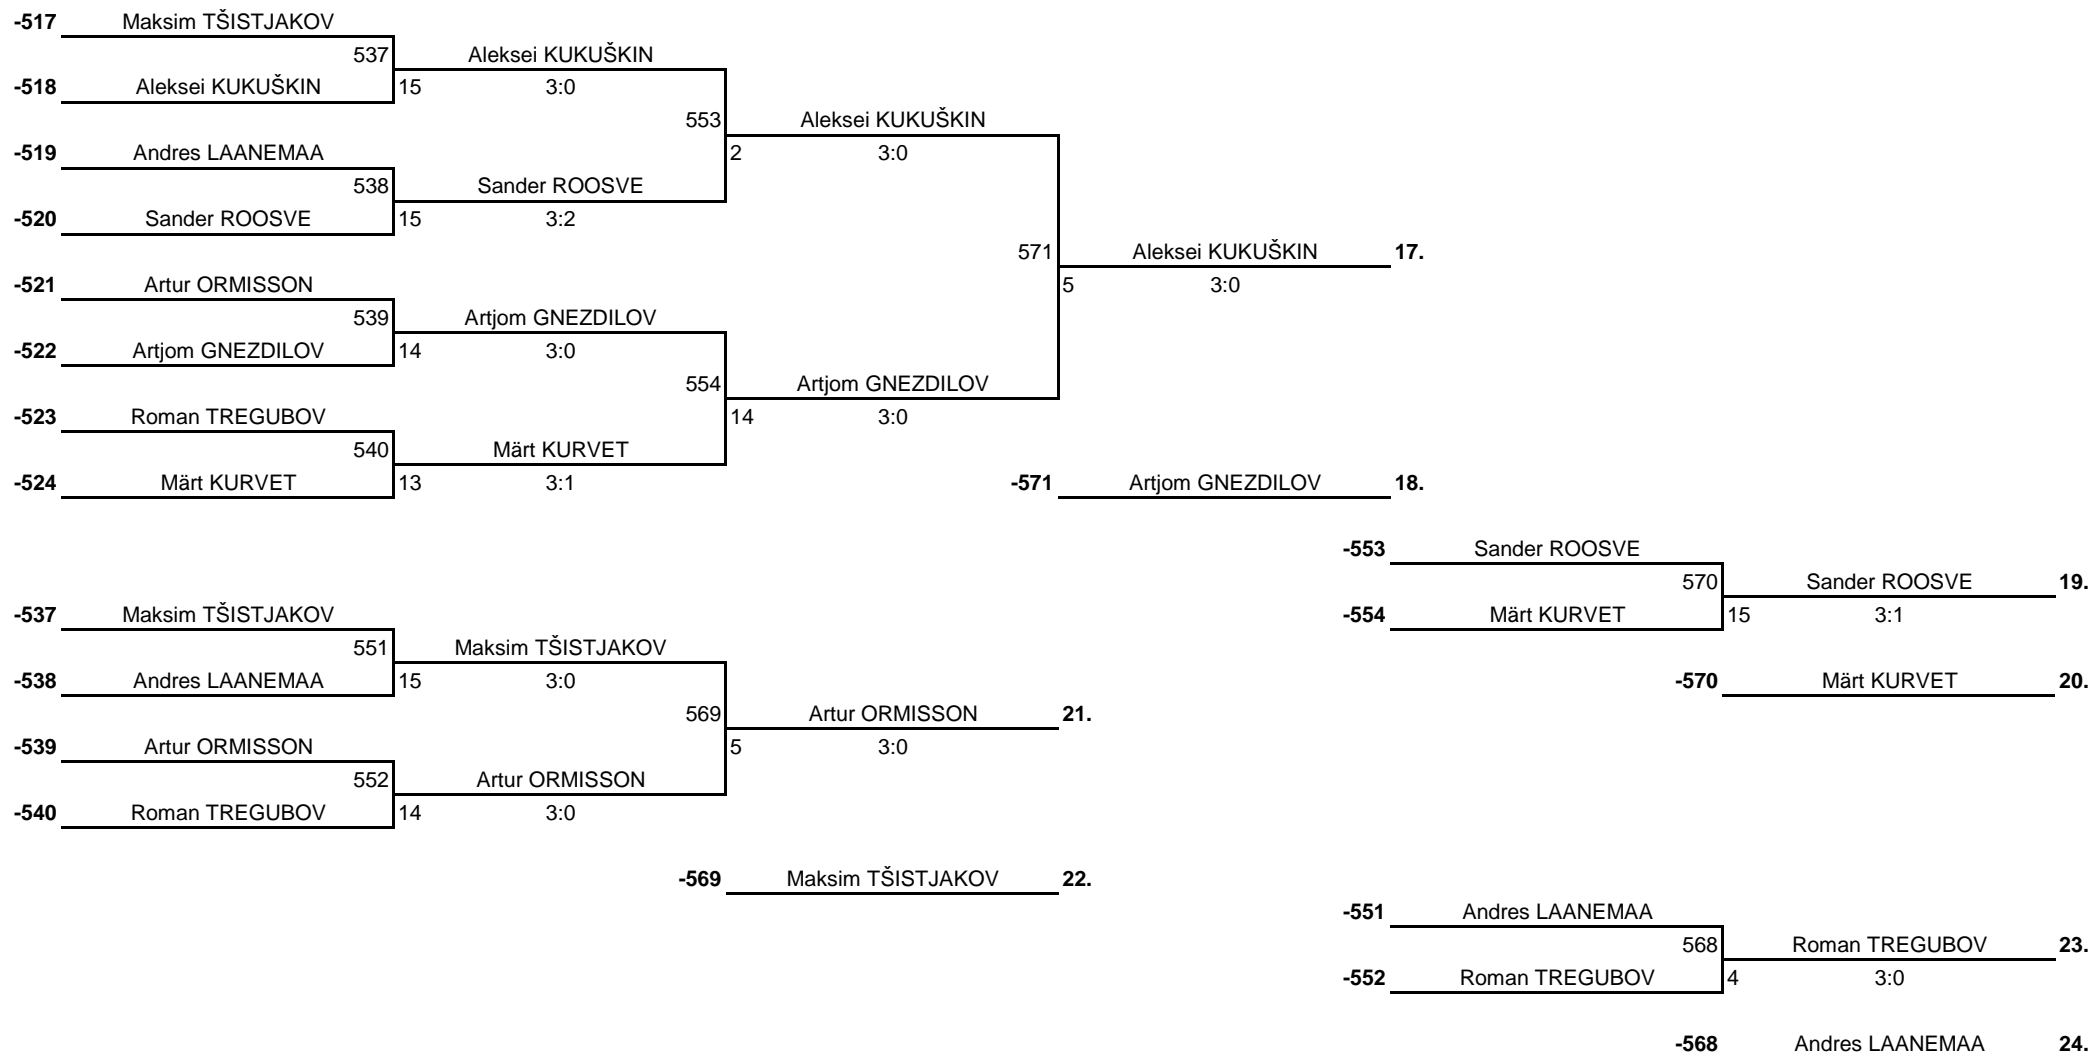 -517 Maksim TŠISTJAKOV
537 Aleksei KUKUŠKIN
-518 Aleksei KUKUŠKIN 15 3:0
553 Aleksei KUKUŠKIN
-519 Andres LAANEMAA 2 3:0
538 Sander ROOSVE
-520 Sander ROOSVE 15 3:2
571 Aleksei KUKUŠKIN 17.
-521 Artur ORMISSON 5 3:0
539 Artjom GNEZDILOV
-522 Artjom GNEZDILOV 14 3:0
554 Artjom GNEZDILOV
-523 Roman TREGUBOV 14 3:0
540 Märt KURVET
-524 Märt KURVET 13 3:1 -571 Artjom GNEZDILOV 18.
-553 Sander ROOSVE
570 Sander ROOSVE 19.
-537 Maksim TŠISTJAKOV -554 Märt KURVET 15 3:1
551 Maksim TŠISTJAKOV
-538 Andres LAANEMAA 15 3:0 -570 Märt KURVET 20.
569 Artur ORMISSON 21.
-539 Artur ORMISSON 5 3:0
552 Artur ORMISSON
-540 Roman TREGUBOV 14 3:0
-569 Maksim TŠISTJAKOV 22.
-551 Andres LAANEMAA
568 Roman TREGUBOV 23.
-552 Roman TREGUBOV 4 3:0
-568 Andres LAANEMAA 24.